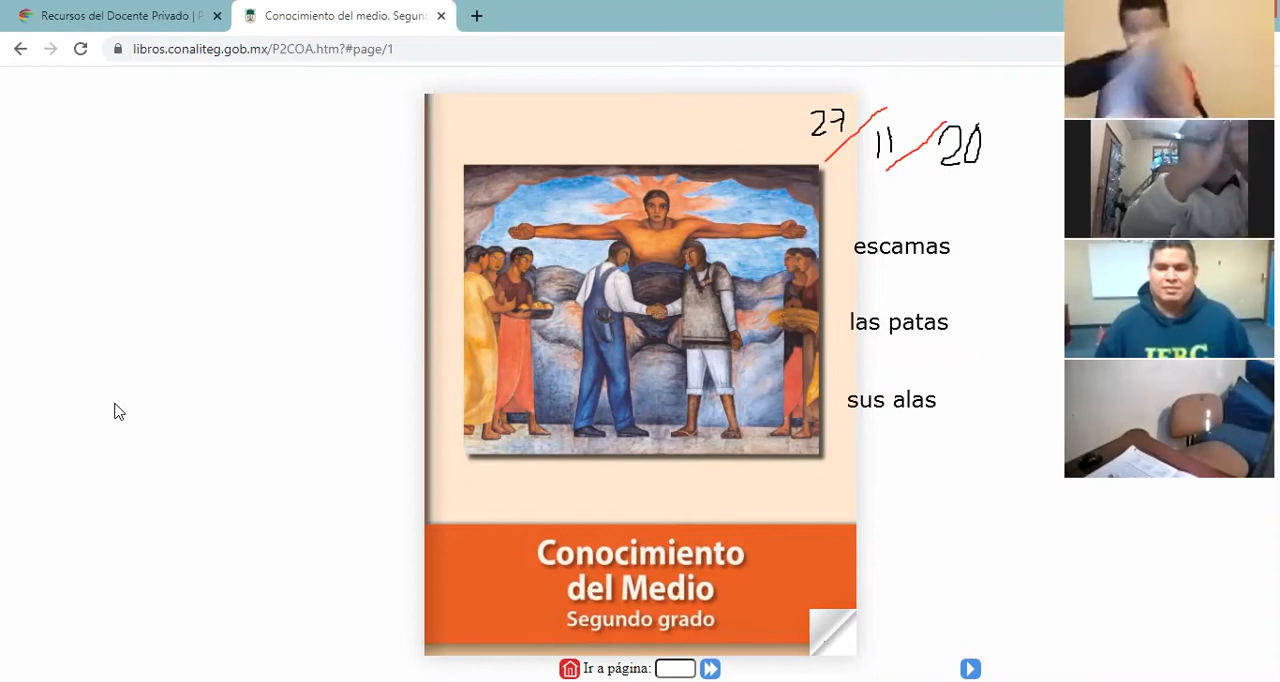 Recursos del Docente Privado | P
Conocimiento del medio. Segun
libros.conaliteg.gob.mx/P2COA.htm?#page/1
27/11/20
escamas
las patas
sus alas
Conocimiento
del Medio
Segundo grado
Ir a página: